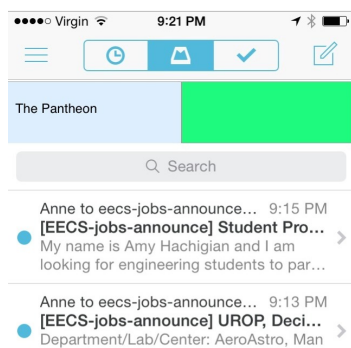 Virgin 9:21 PM
The Pantheon
Search
Anne to eecs-jobs-announce... 9:15 PM
[EECS-jobs-announce] Student Pro...
My name is Amy Hachigian and I am
looking for engineering students to par...
Anne to eecs-jobs-announce... 9:13 PM
[EECS-jobs-announce] UROP, Deci...
Department/Lab/Center: AeroAstro, Man